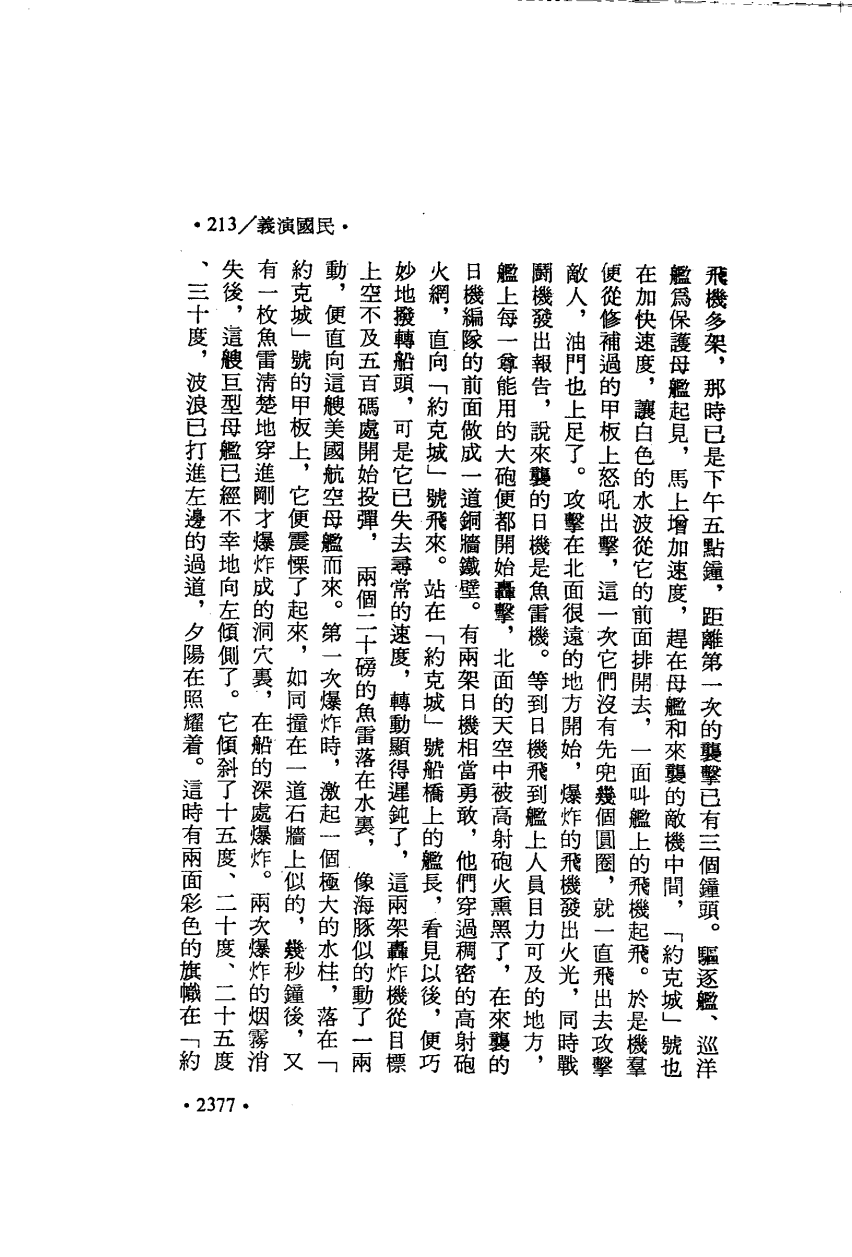 •213／義演國民•
飛機多架，那時已是下午五點鐘，距離第一次的襲擊已有三個鐘頭。驅逐艦、巡洋
艦爲保護母艦起見，馬上增加速度，趕在母艦和來襲的敵機中間，「約克城」號也
在加快速度，讓白色的水波從它的前面排開去，一面叫艦上的飛機起飛。於是機羣
便從修補過的甲板上怒吼出擊，這一次它們沒有先兜幾個圓圈，就一直飛出去攻擊
敵人，油門也上足了。攻擊在北面很遠的地方開始，爆炸的飛機發出火光，同時戰
鬭機發出報告，說來襲的日機是魚雷機。等到日機飛到艦上人員目力可及的地方，
艦上每一尊能用的大砲便都開始轟擊，北面的天空中被高射砲火熏黑了，在來襲的
日機編隊的前面做成一道銅牆鐵壁。有兩架日機相當勇敢，他們穿過稠密的高射砲
火網，直向「約克城」號飛來。站在「約克城」號船橋上的艦長，看見以後，便巧
妙地撥轉船頭，可是它已失去尋常的速度，轉動顯得遲鈍了，這兩架轟炸機從目標
上空不及五百碼處開始投彈，兩個二十磅的魚雷落在水裏，像海豚似的動了一兩
動，便直向這艘美國航空母艦而來。第一次爆炸時，激起一個極大的水柱，落在「
約克城」號的甲板上，它便震慄了起來，如同撞在一道石牆上似的，幾秒鐘後，又
有一枚魚雷淸楚地穿進剛才爆炸成的洞穴裏，在船的深處爆炸。兩次爆炸的烟霧消
失後，這艘巨型母艦已經不幸地向左傾側了。它傾斜了十五度、二十度、二十五度
、三十度，波浪已打進左邊的過道，夕陽在照耀着。這時有兩面彩色的旗幟在「約
•2377•